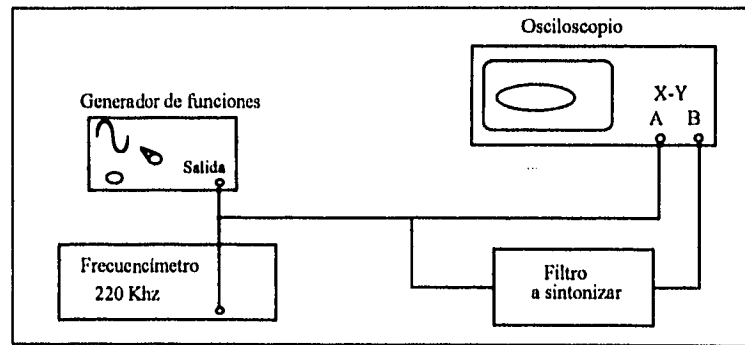 Osciloscopio
X-Y
A B
Generador de funciones
Salida
Frecuencímetro
220 Khz
Filtro
a sintonizar